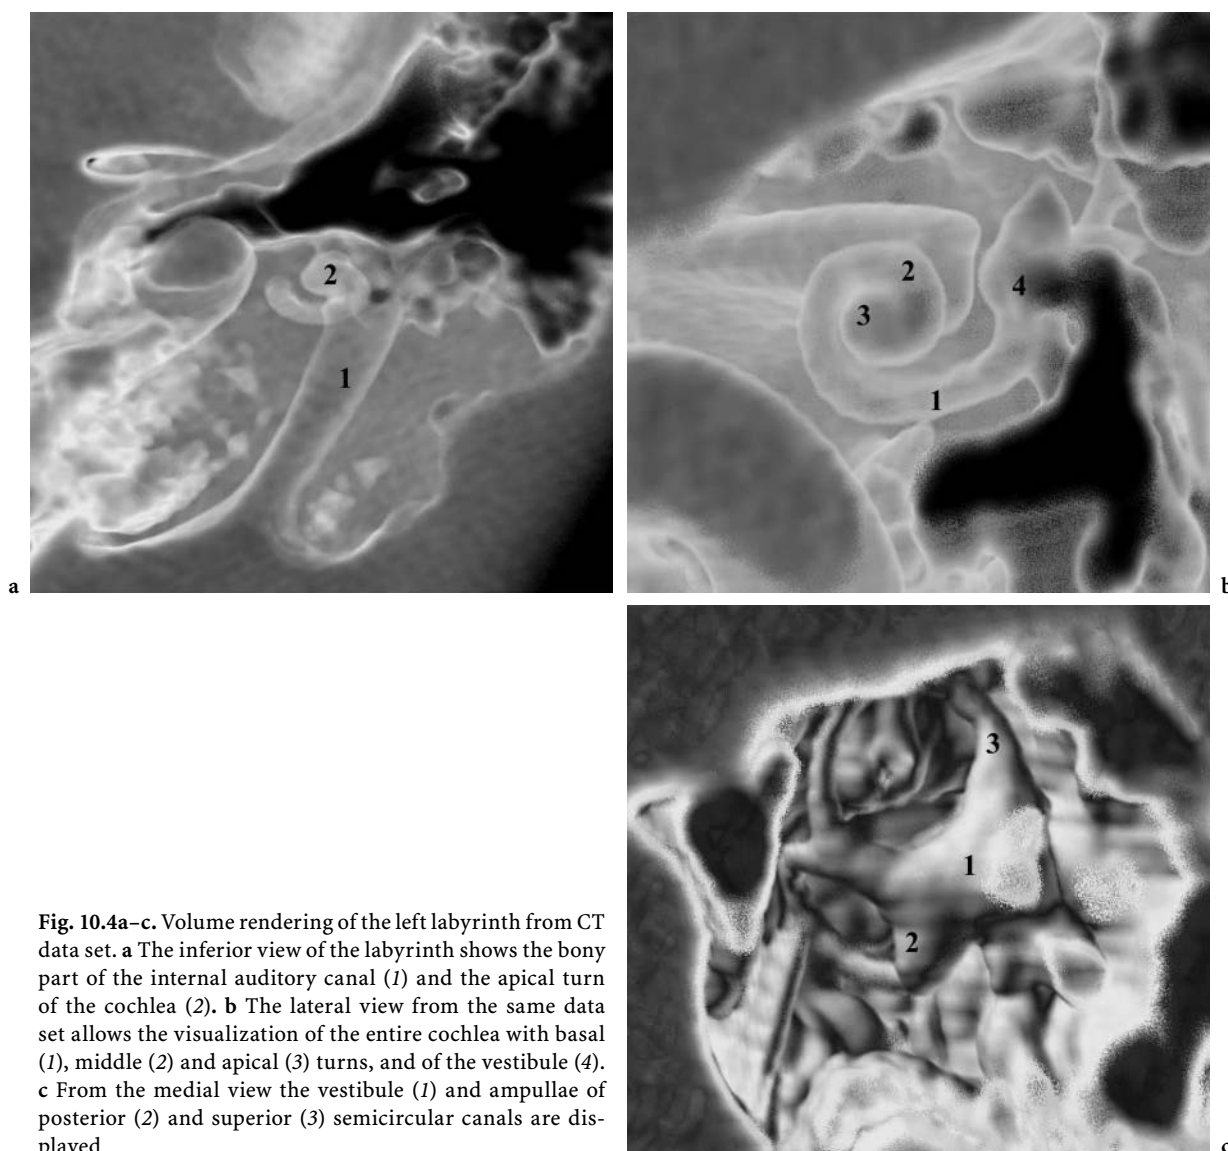 2
1
a
2
3
4
1
b
3
1
2
c
Fig. 10.4a–c. Volume rendering of the left labyrinth from CT
data set. a The inferior view of the labyrinth shows the bony
part of the internal auditory canal (1) and the apical turn
of the cochlea (2). b The lateral view from the same data
set allows the visualization of the entire cochlea with basal
(1), middle (2) and apical (3) turns, and of the vestibule (4).
c From the medial view the vestibule (1) and ampullae of
posterior (2) and superior (3) semicircular canals are dis-
played